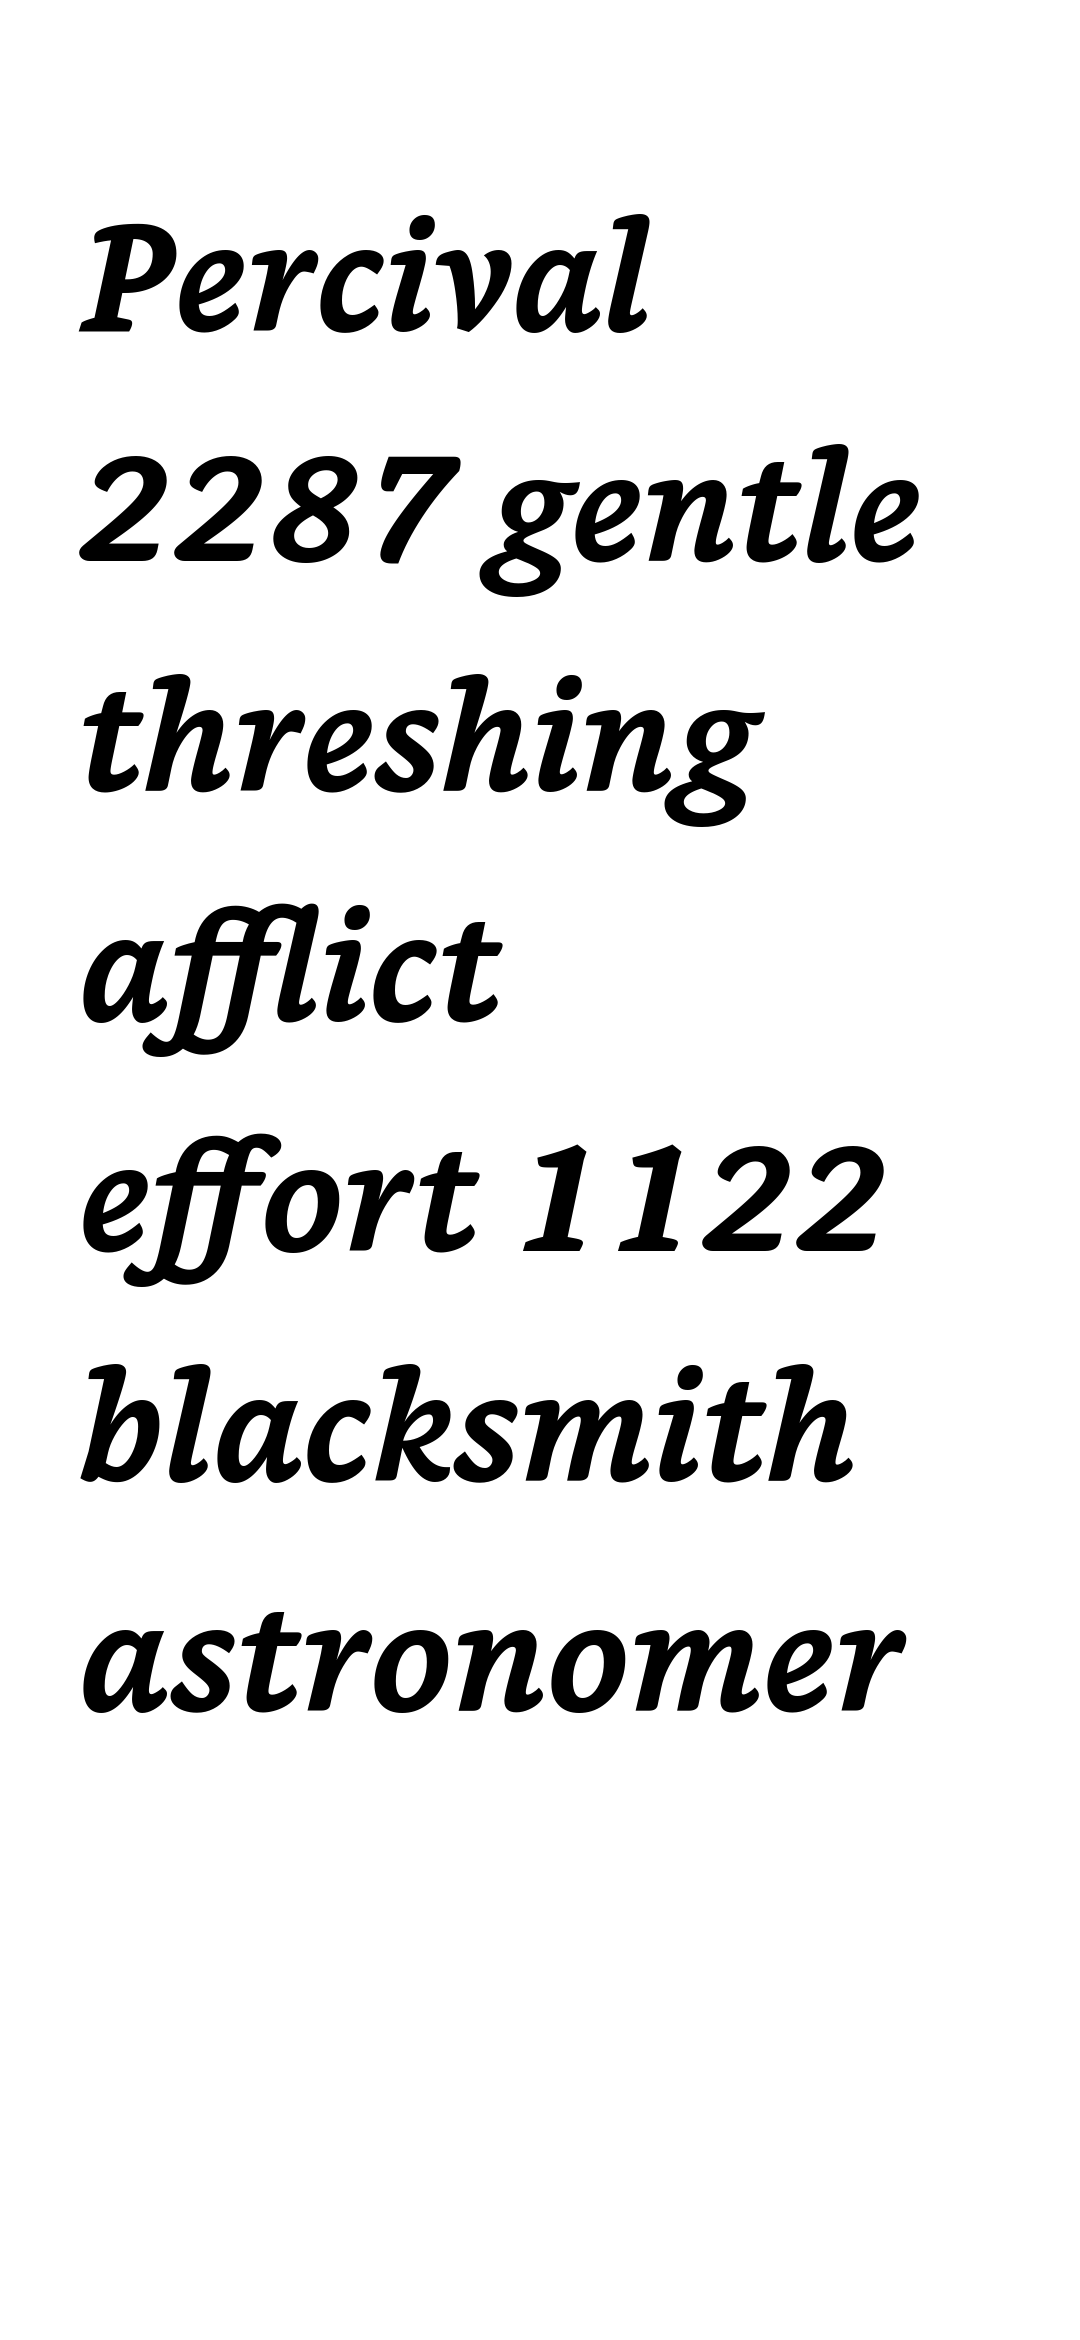 Percival
2287 gentle
threshing
afflict
effort 1122
blacksmith
astronomer